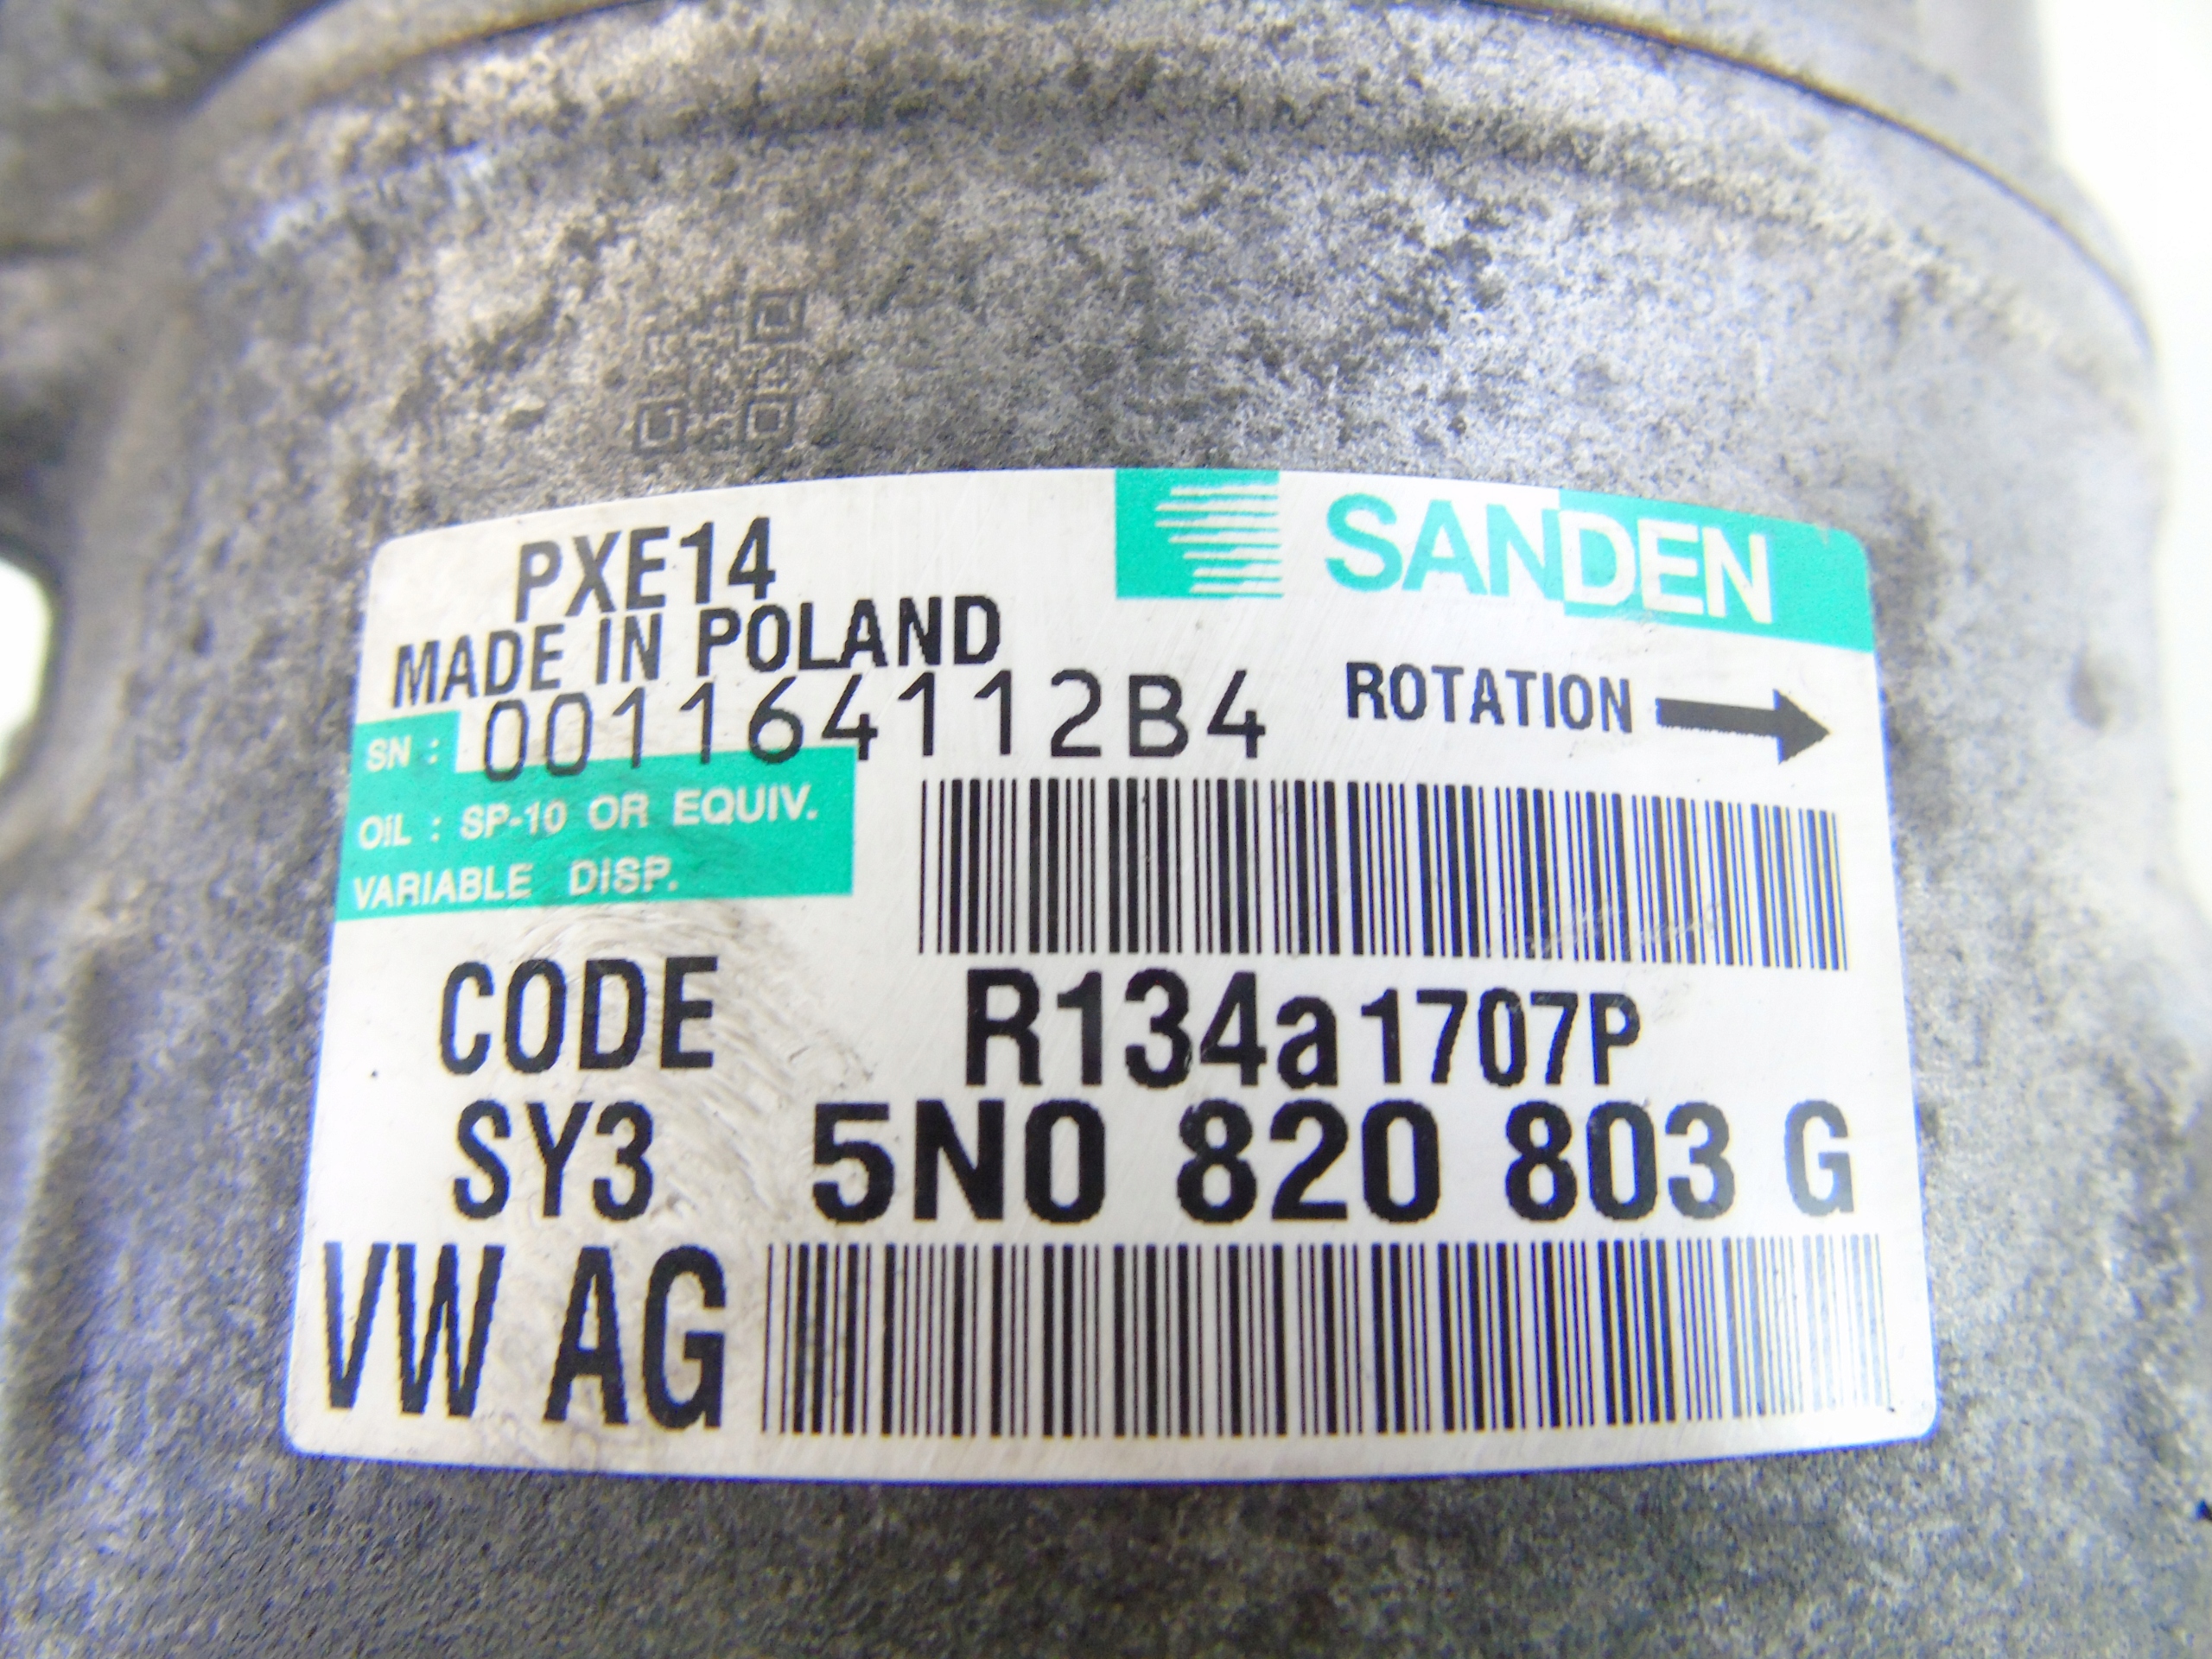 PXE14
SANDEN
MADE IN POLAND
SN : 001164112B4
ROTATION
OIL : SP-10 OR EQUIV.
VARIABLE DISP.
CODE
R134a 1707P
SY3
5N0 820 803 G
VW AG